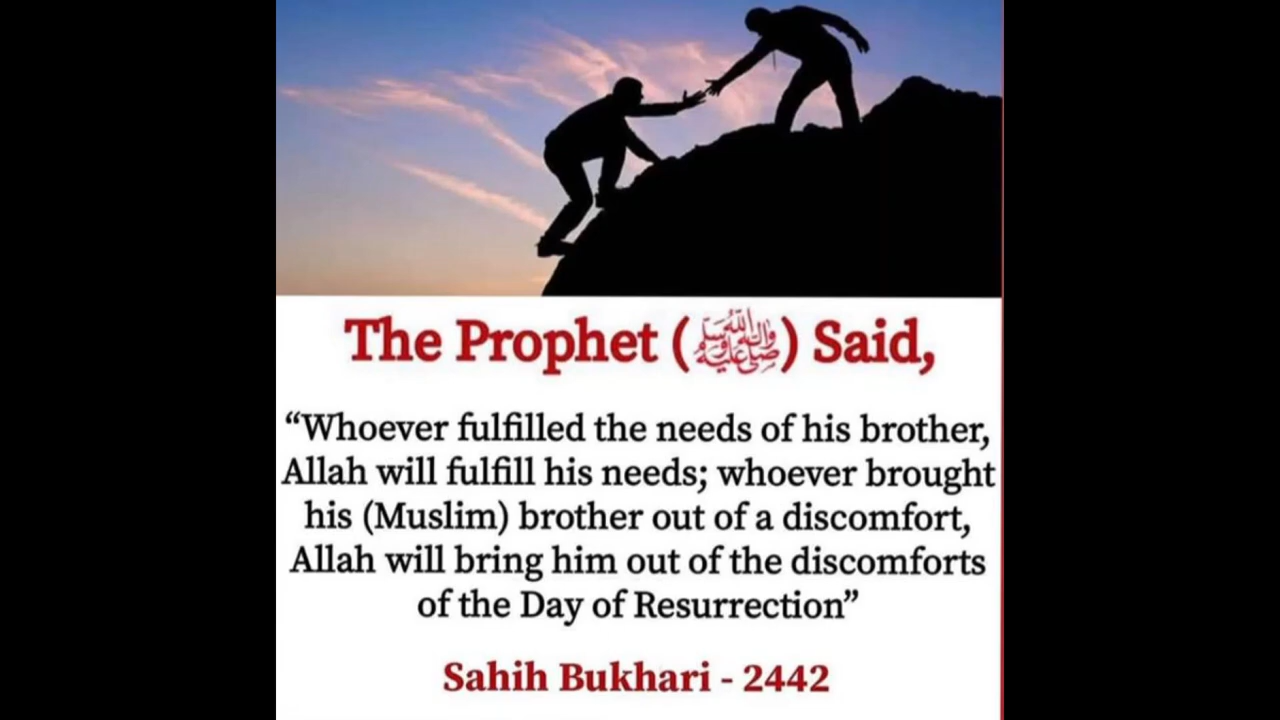 The Prophet (ﷺ) Said,
“Whoever fulfilled the needs of his brother,
Allah will fulfill his needs; whoever brought
his (Muslim) brother out of a discomfort,
Allah will bring him out of the discomforts
of the Day of Resurrection”
Sahih Bukhari - 2442